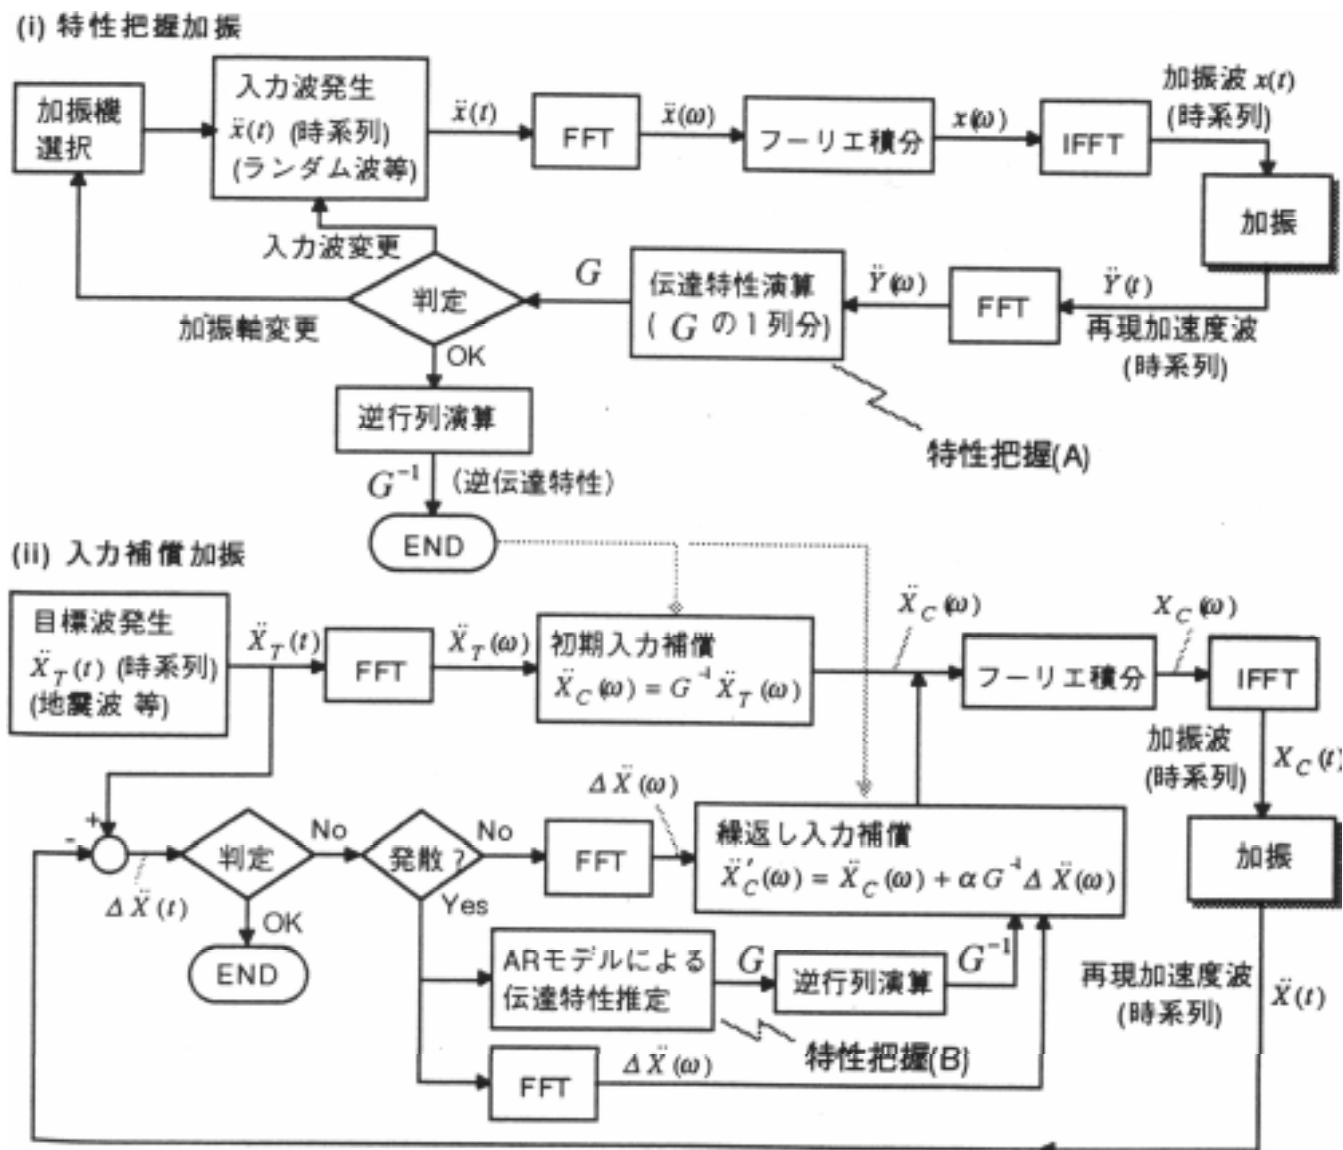 (i) 特性把握加振
加振機
選択
入力波発生
ẍ(t) (時系列)
(ランダム波等)
ẍ(t)
FFT
ẍ(ω)
フーリエ積分
x(ω)
IFFT
加振波 x(t)
(時系列)
加振
Ÿ(t)
再現加速度波
(時系列)
FFT
Ÿ(ω)
伝達特性演算
( G の1列分)
特性把握(A)
G
判定
入力波変更
加振軸変更
OK
逆行列演算
G⁻¹
(逆伝達特性)
END
(ii) 入力補償加振
目標波発生
Ẍ_T(t) (時系列)
(地震波 等)
Ẍ_T(t)
FFT
Ẍ_T(ω)
初期入力補償
Ẍ_C(ω) = G⁻¹ Ẍ_T(ω)
Ẍ_C(ω)
フーリエ積分
X_C(ω)
IFFT
加振波
(時系列)
X_C(t)
加振
再現加速度波
(時系列)
Ẍ(t)
+
-
ΔẌ(t)
判定
No
OK
END
発散?
No
Yes
FFT
ΔẌ(ω)
繰返し入力補償
Ẍ'_C(ω) = Ẍ_C(ω) + αG⁻¹ΔẌ(ω)
ARモデルによる
伝達特性推定
G
逆行列演算
G⁻¹
特性把握(B)
FFT
ΔẌ(ω)